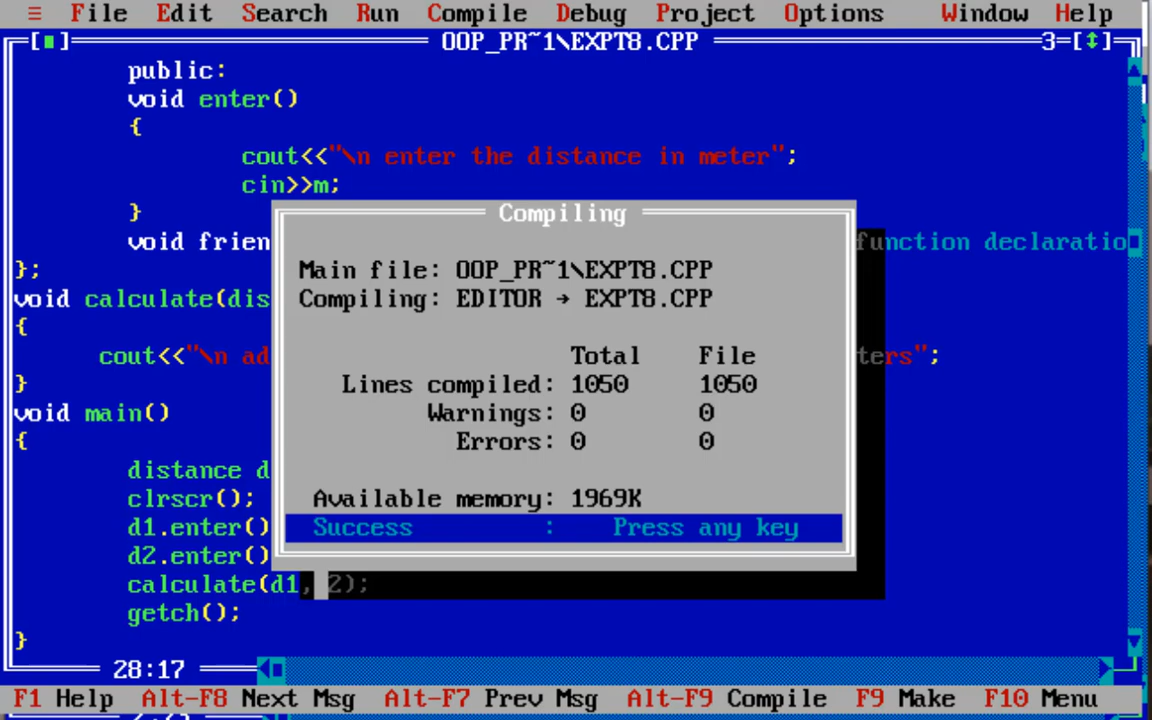 ≡ File Edit Search Run Compile Debug Project Options Window Help
[■] OOP_PR~1\EXPT8.CPP 3=[↕]
public:
void enter()
{
cout<<"\n enter the distance in meter";
cin>>m;
}
void frien function declaratio
};
void calculate(dis
{
cout<<"\n ad ters";
}
void main()
{
distance d
clrscr();
d1.enter()
d2.enter()
calculate(d1, 2);
getch();
}
Compiling
Main file: OOP_PR~1\EXPT8.CPP
Compiling: EDITOR → EXPT8.CPP
Total File
Lines compiled: 1050 1050
Warnings: 0 0
Errors: 0 0
Available memory: 1969K
Success : Press any key
28:17
F1 Help Alt-F8 Next Msg Alt-F7 Prev Msg Alt-F9 Compile F9 Make F10 Menu